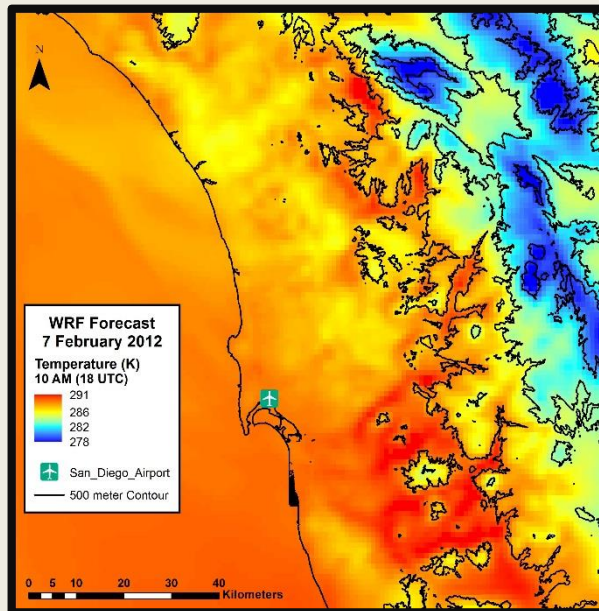 N
WRF Forecast
7 February 2012
Temperature (K)
10 AM (18 UTC)
291
286
282
278
San_Diego_Airport
500 meter Contour
0 5 10 20 30 40
Kilometers